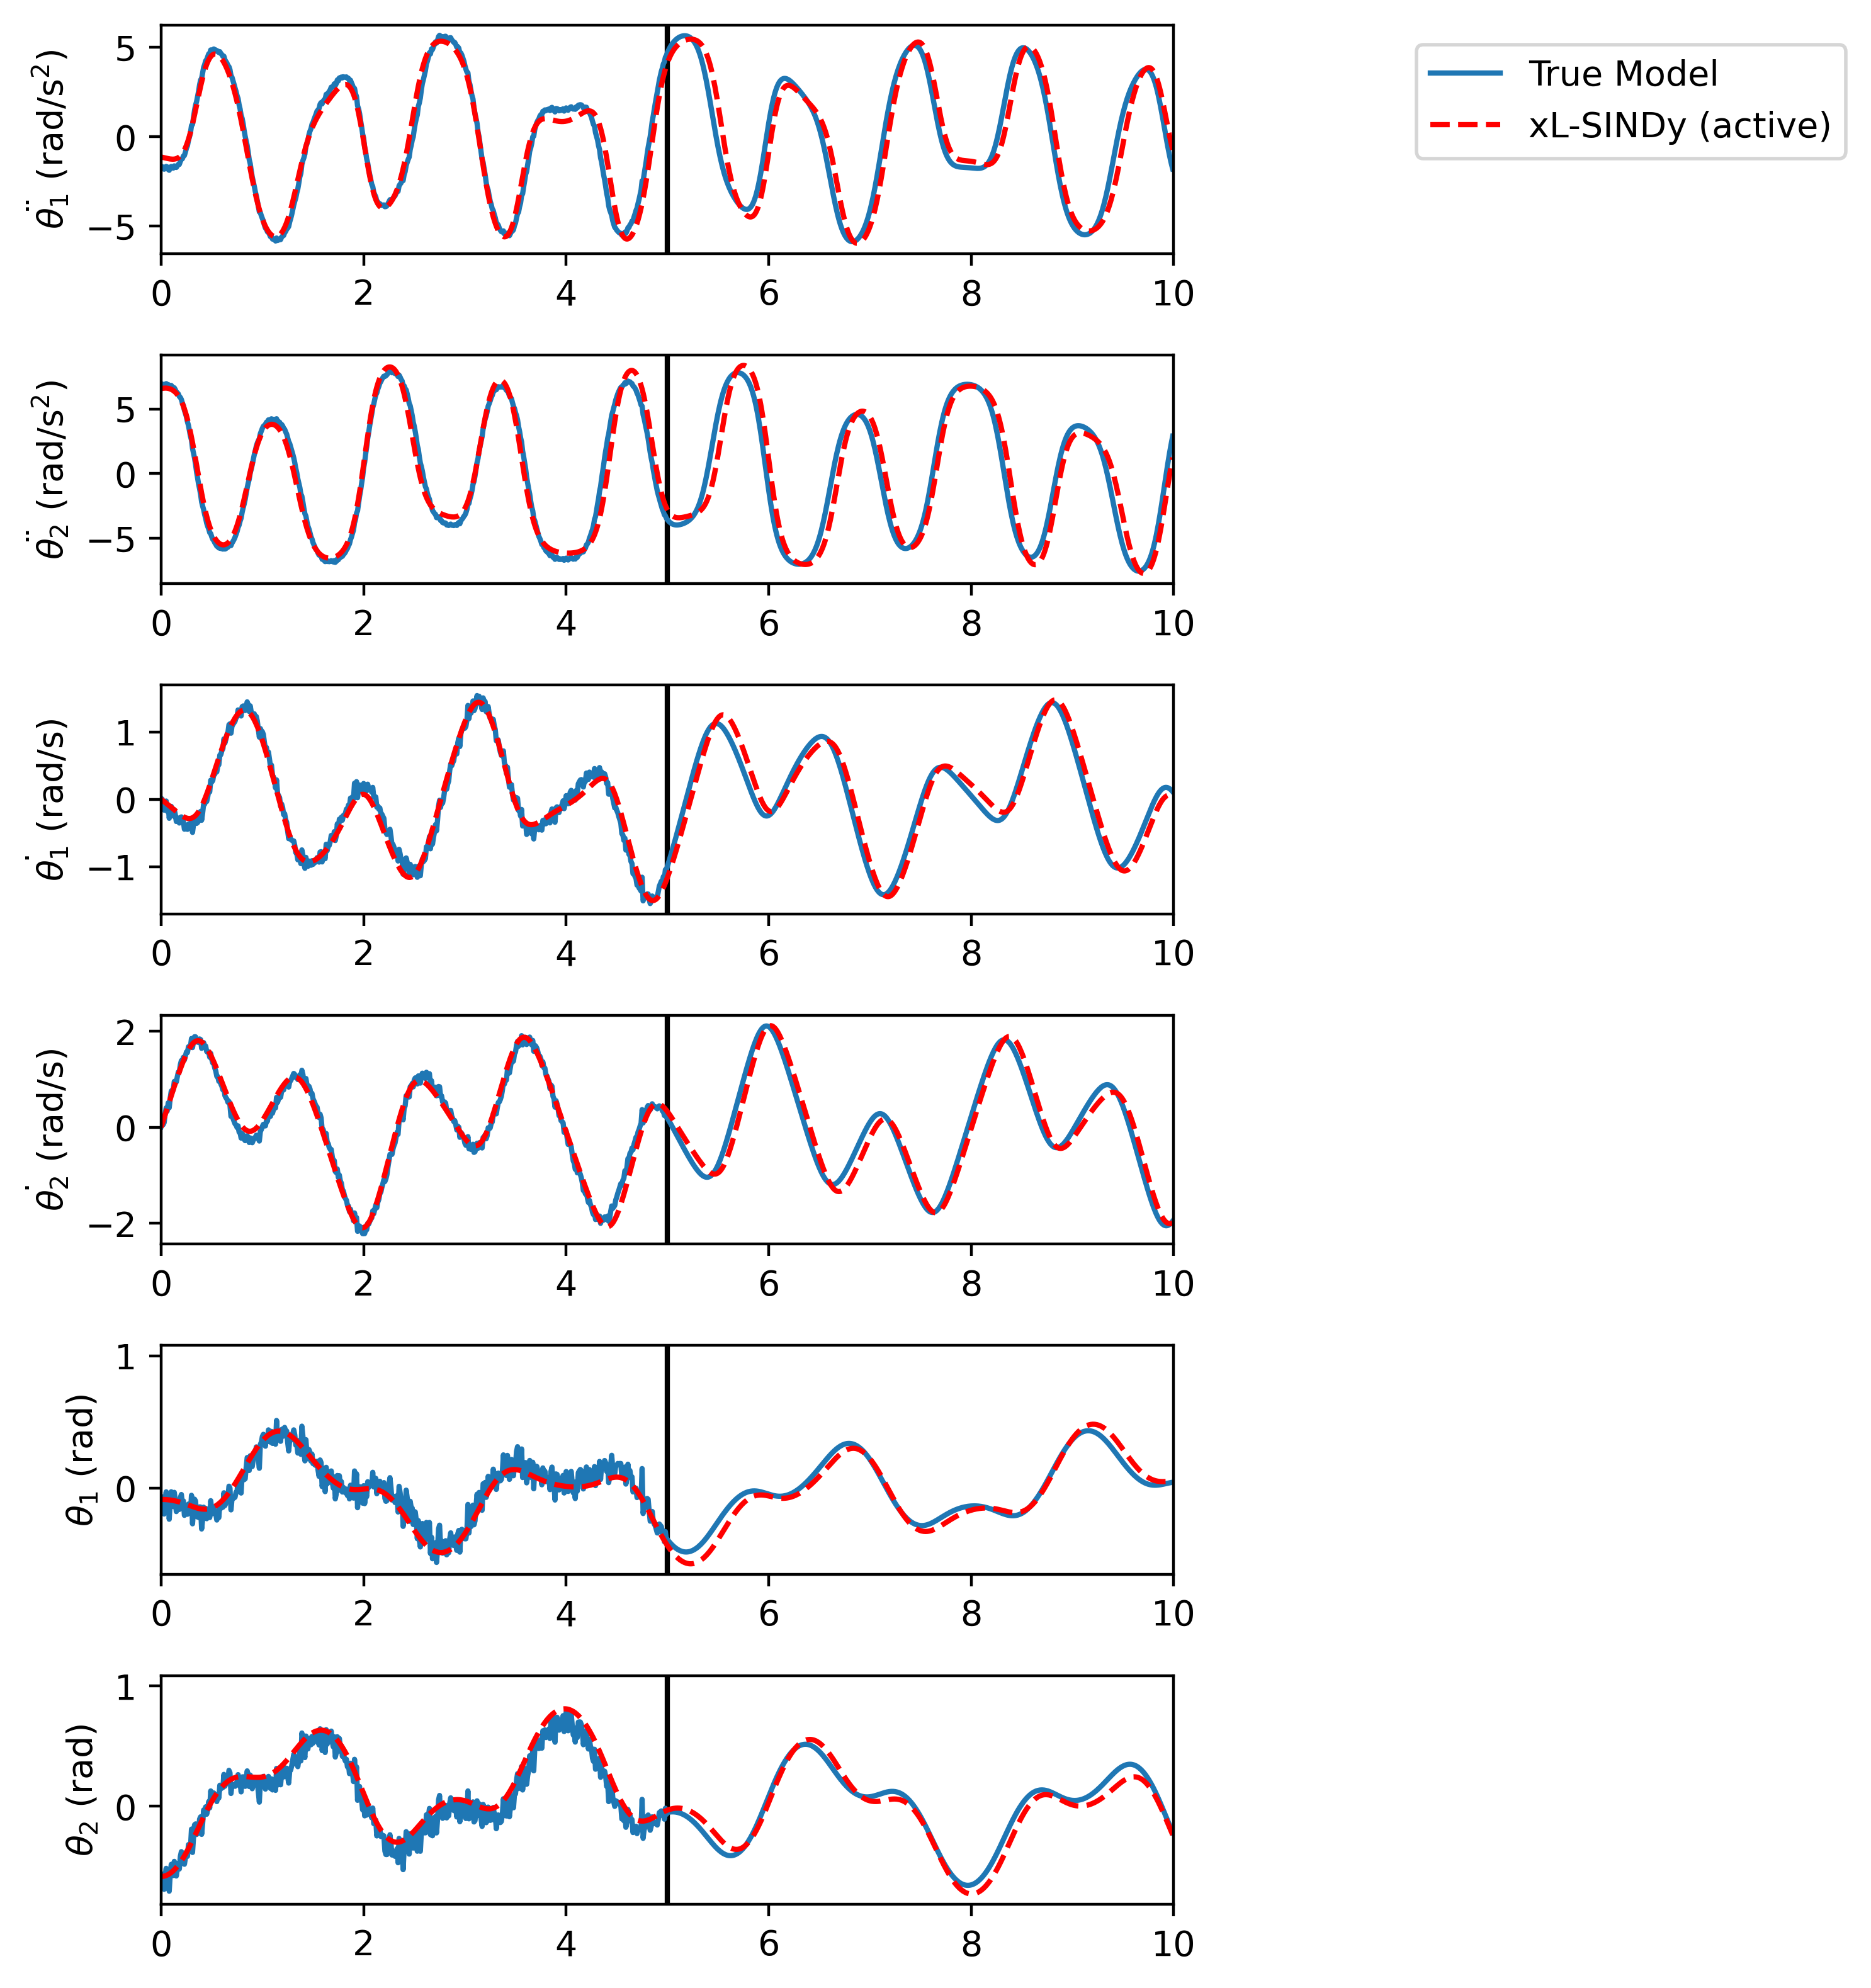 θ̈₁ (rad/s²)
5
0
−5
0 2 4 6 8 10
True Model
xL-SINDy (active)
θ̈₂ (rad/s²)
5
0
−5
0 2 4 6 8 10
θ̇₁ (rad/s)
1
0
−1
0 2 4 6 8 10
θ̇₂ (rad/s)
2
0
−2
0 2 4 6 8 10
θ₁ (rad)
1
0
0 2 4 6 8 10
θ₂ (rad)
1
0
0 2 4 6 8 10